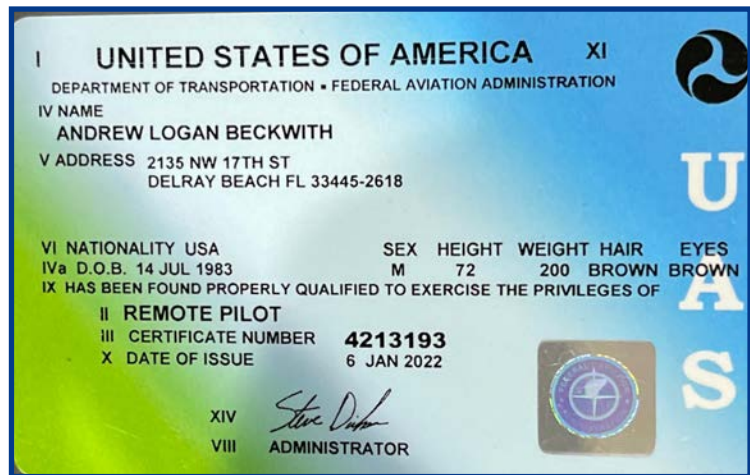 I UNITED STATES OF AMERICA XI
DEPARTMENT OF TRANSPORTATION ▪ FEDERAL AVIATION ADMINISTRATION
IV NAME
ANDREW LOGAN BECKWITH
V ADDRESS 2135 NW 17TH ST
DELRAY BEACH FL 33445-2618
VI NATIONALITY USA SEX HEIGHT WEIGHT HAIR EYES
IVa D.O.B. 14 JUL 1983 M 72 200 BROWN BROWN
IX HAS BEEN FOUND PROPERLY QUALIFIED TO EXERCISE THE PRIVILEGES OF
II REMOTE PILOT
III CERTIFICATE NUMBER 4213193
X DATE OF ISSUE 6 JAN 2022
XIV
VIII ADMINISTRATOR
UAS